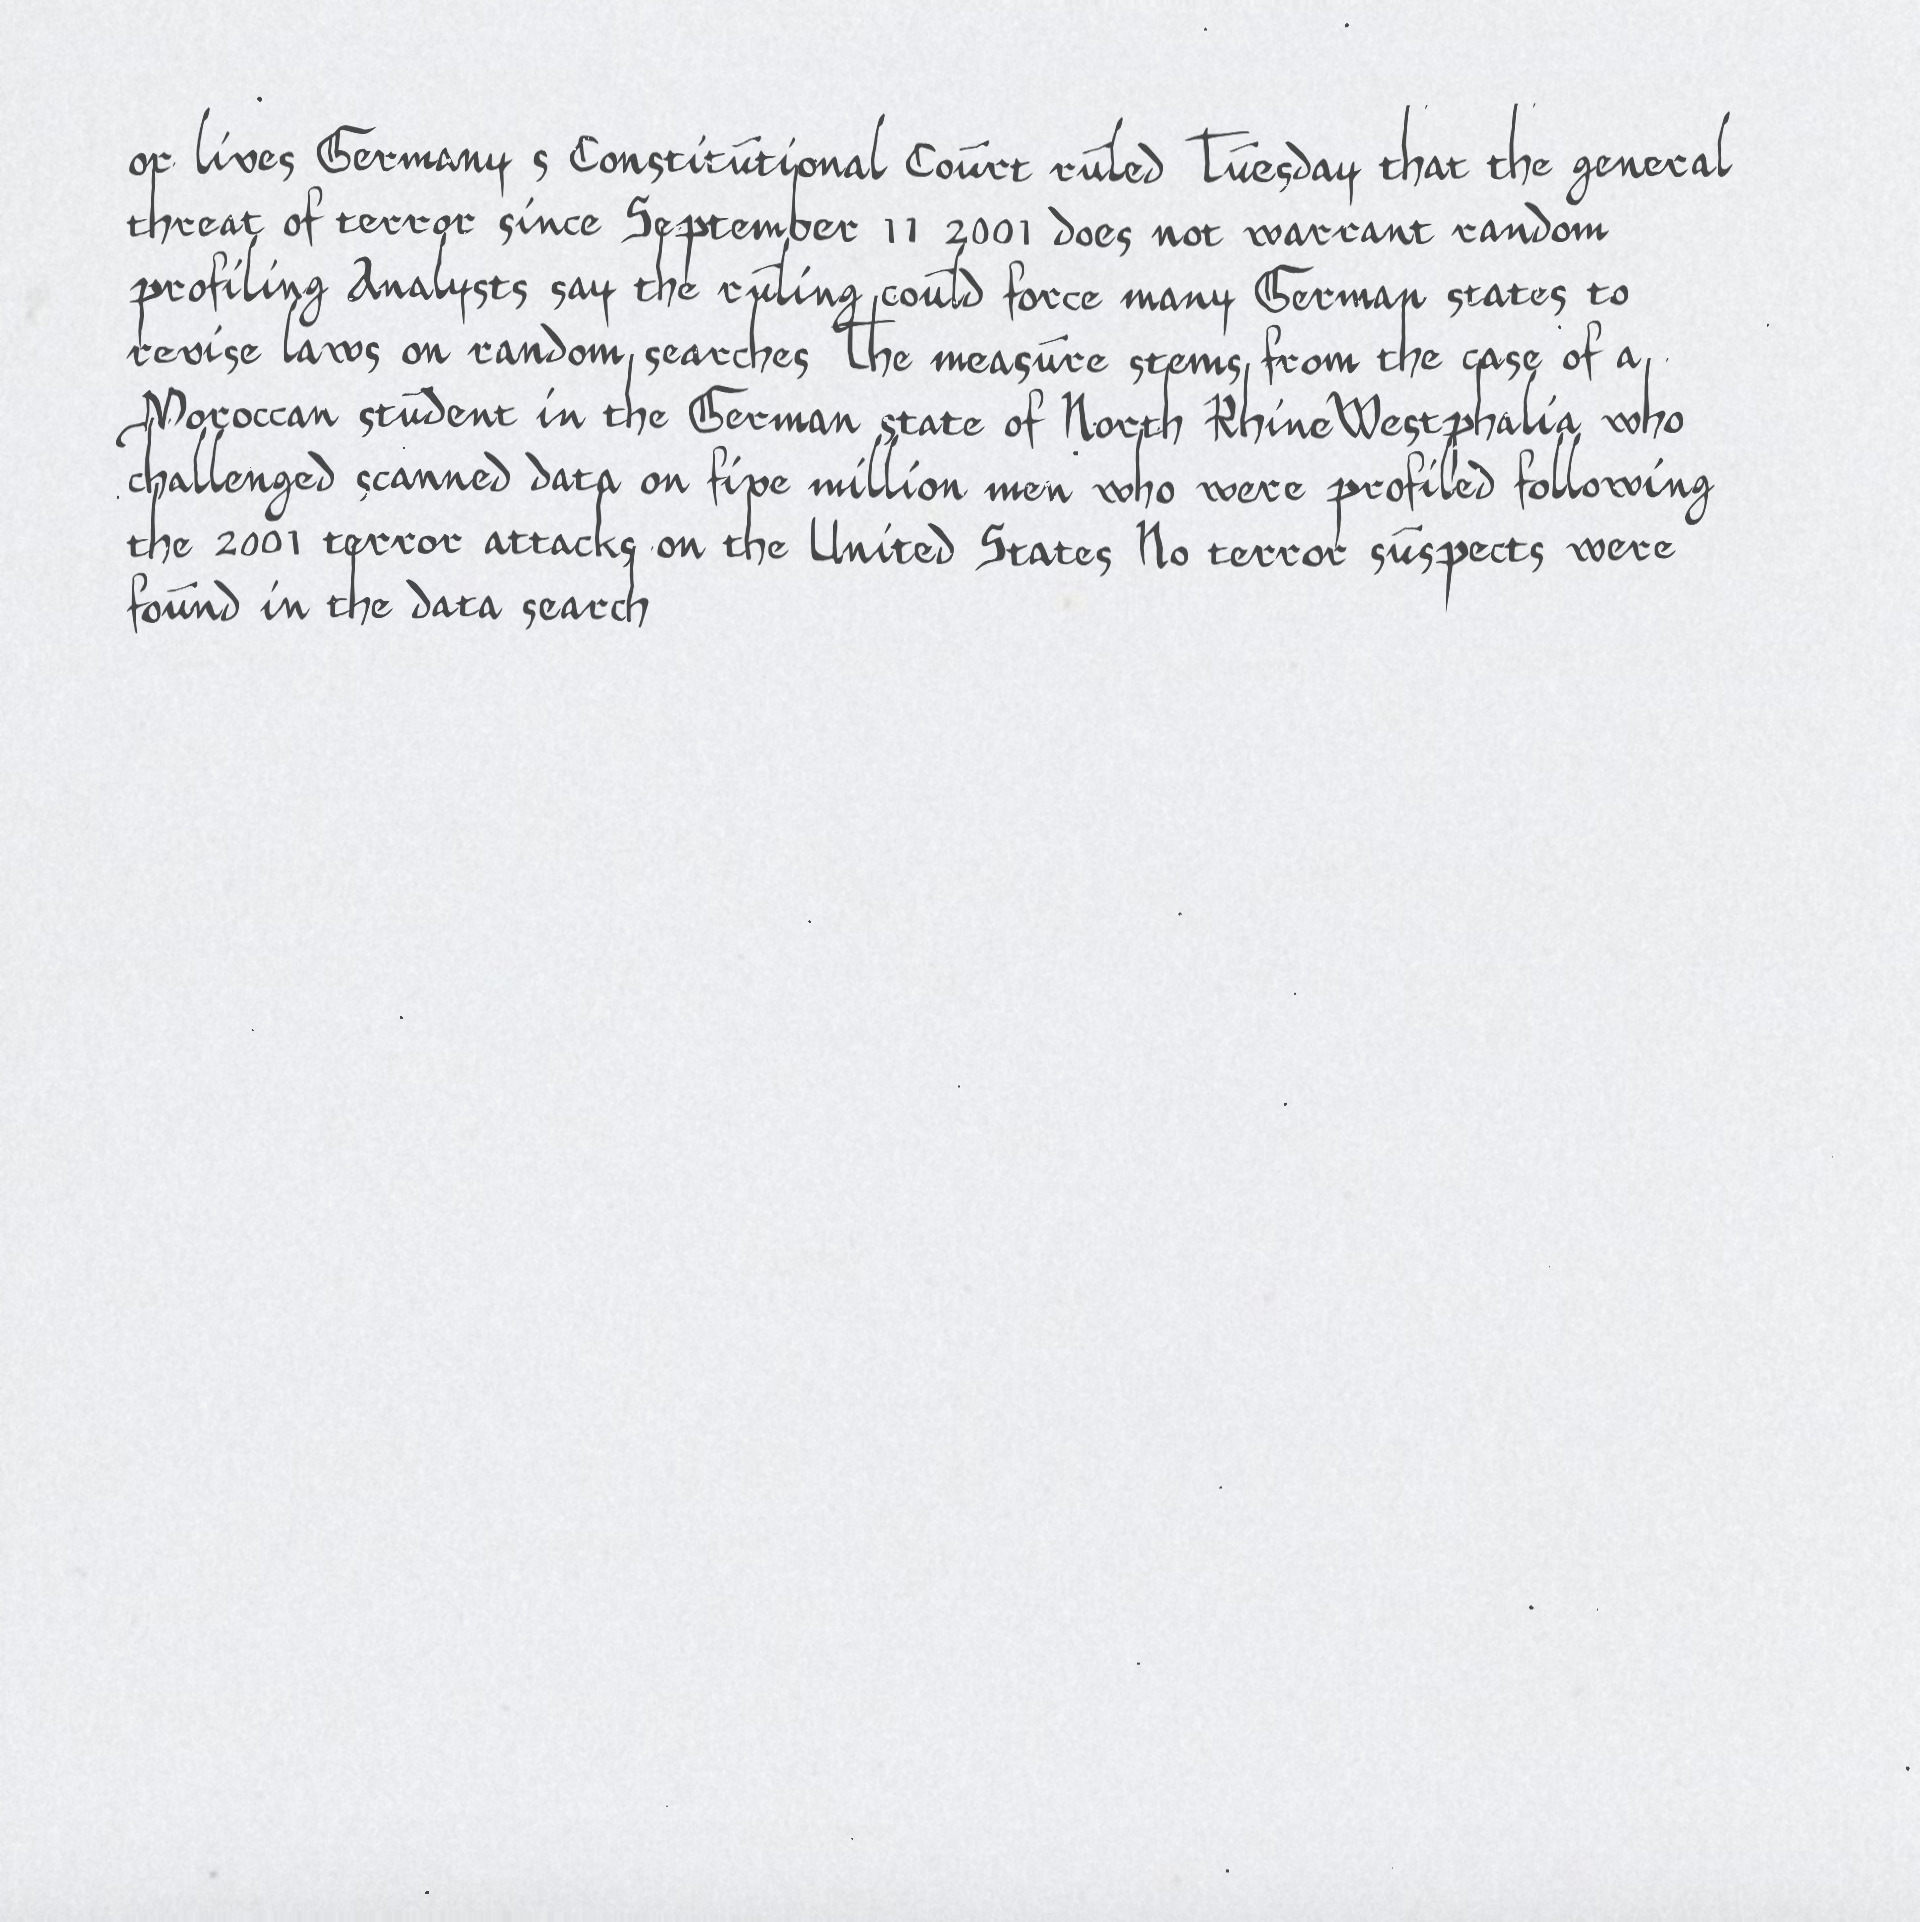 or lives Germany s Constitutional Court ruled Tuesday that the general
threat of terror since September 11 2001 does not warrant random
profiling Analysts say the ruling could force many German states to
revise laws on random searches The measure stems from the case of a
Moroccan student in the German state of North RhineWestphalia who
challenged scanned data on five million men who were profiled following
the 2001 terror attacks on the United States No terror suspects were
found in the data search